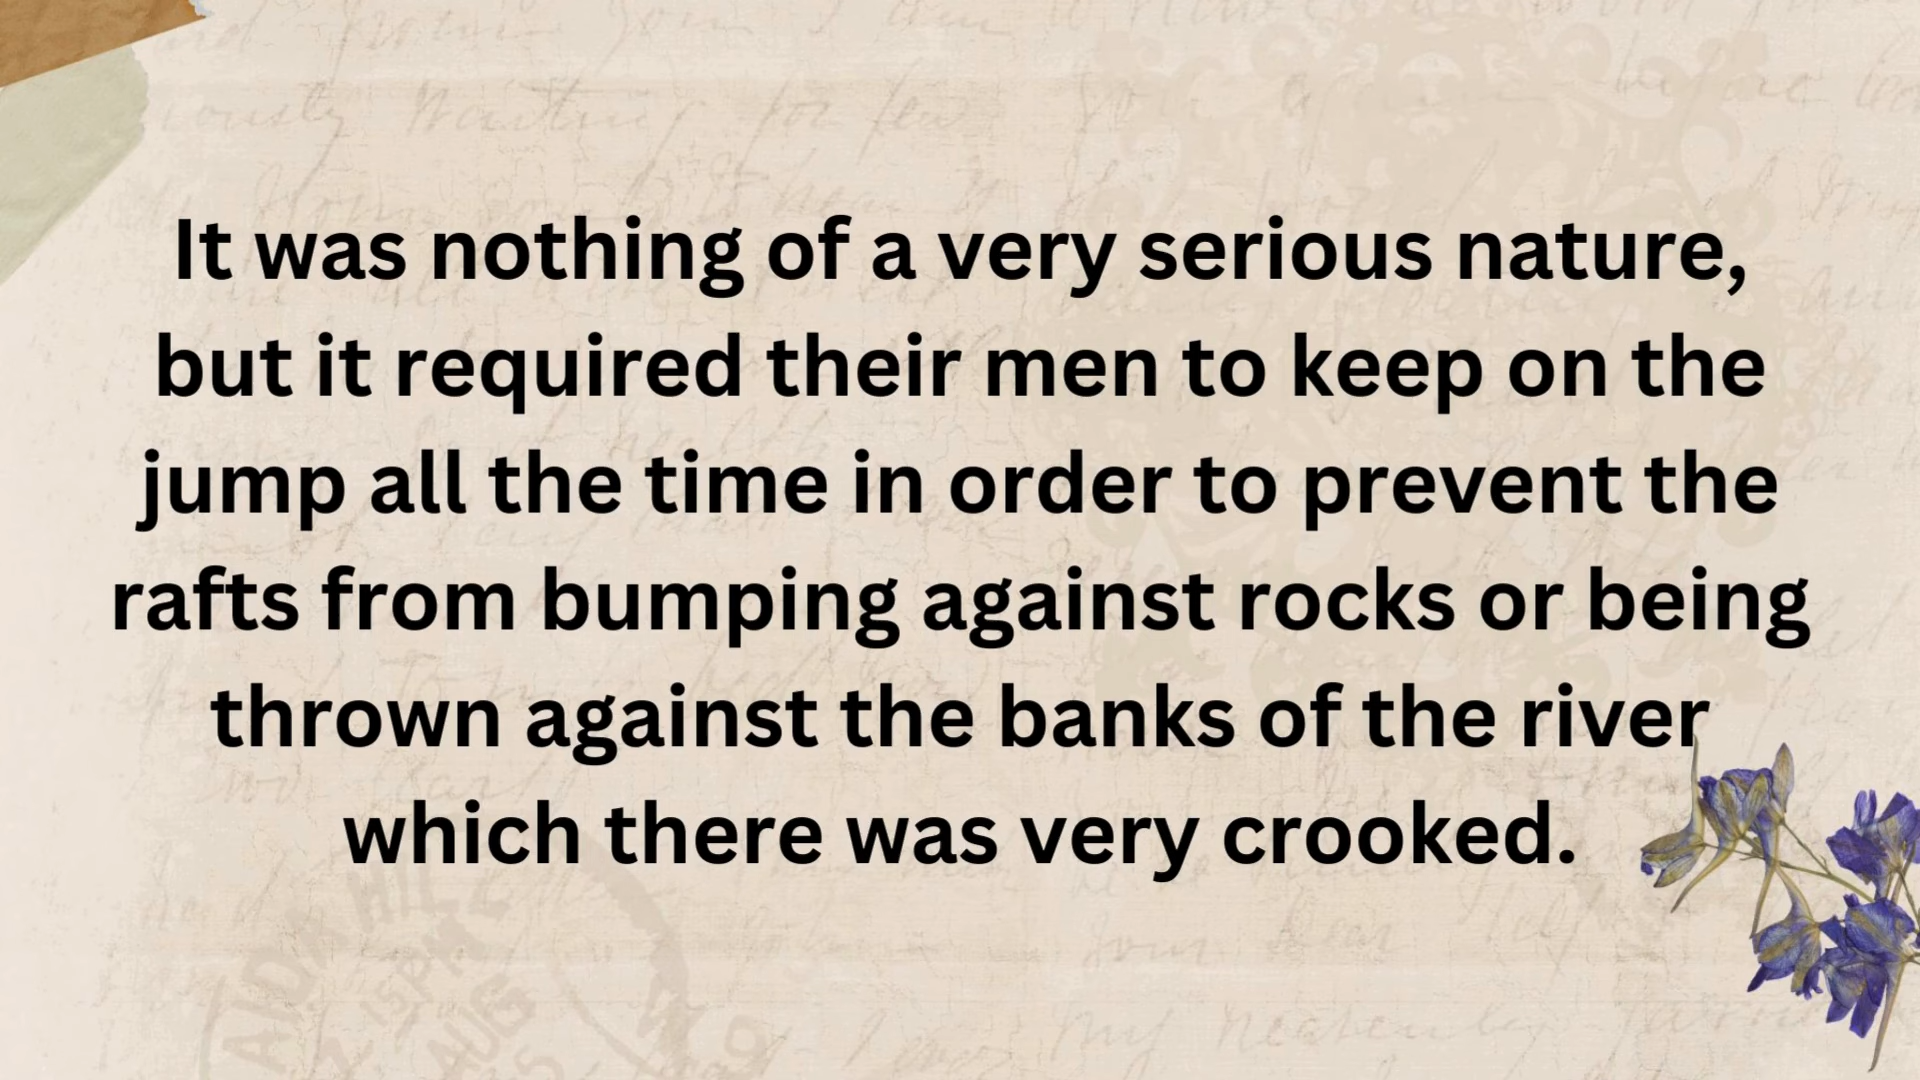 It was nothing of a very serious nature,
but it required their men to keep on the
jump all the time in order to prevent the
rafts from bumping against rocks or being
thrown against the banks of the river
which there was very crooked.